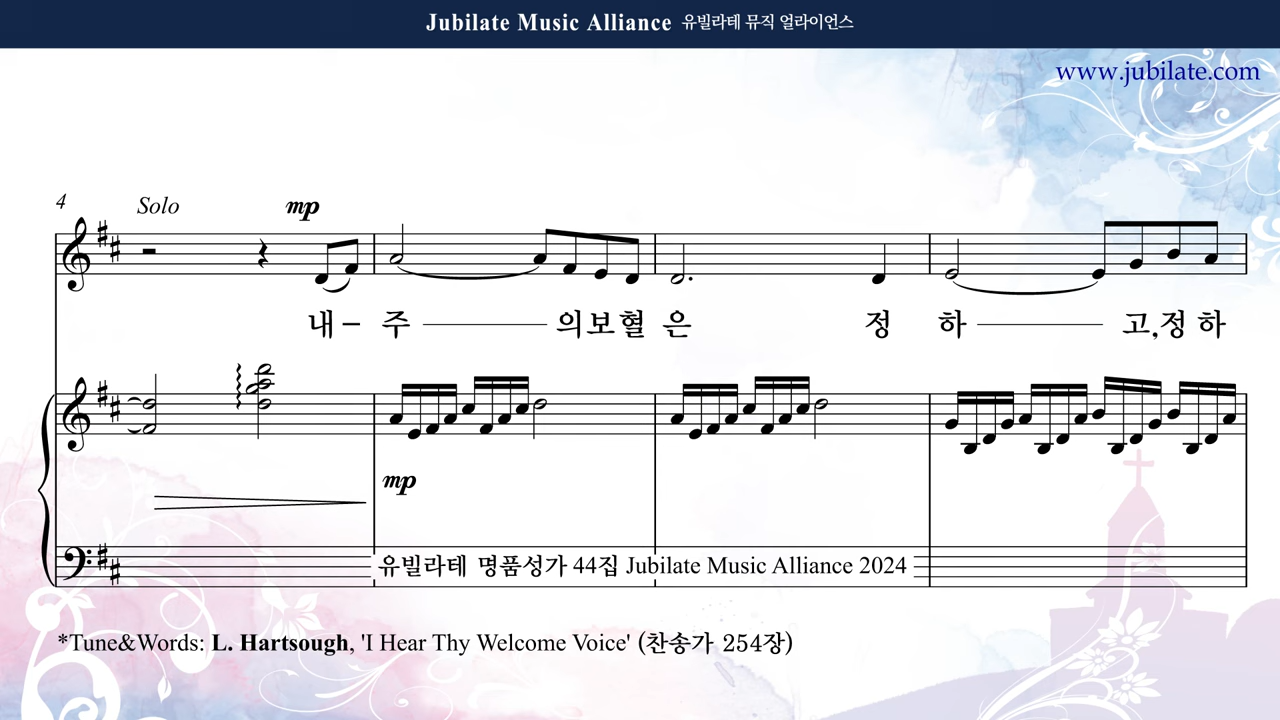 Jubilate Music Alliance 유빌라테 뮤직 얼라이언스
www.jubilate.com
4 Solo mp
내– 주 의보혈 은 정 하 고,정 하
mp
유빌라테 명품성가 44집 Jubilate Music Alliance 2024
*Tune&Words: L. Hartsough, 'I Hear Thy Welcome Voice' (찬송가 254장)